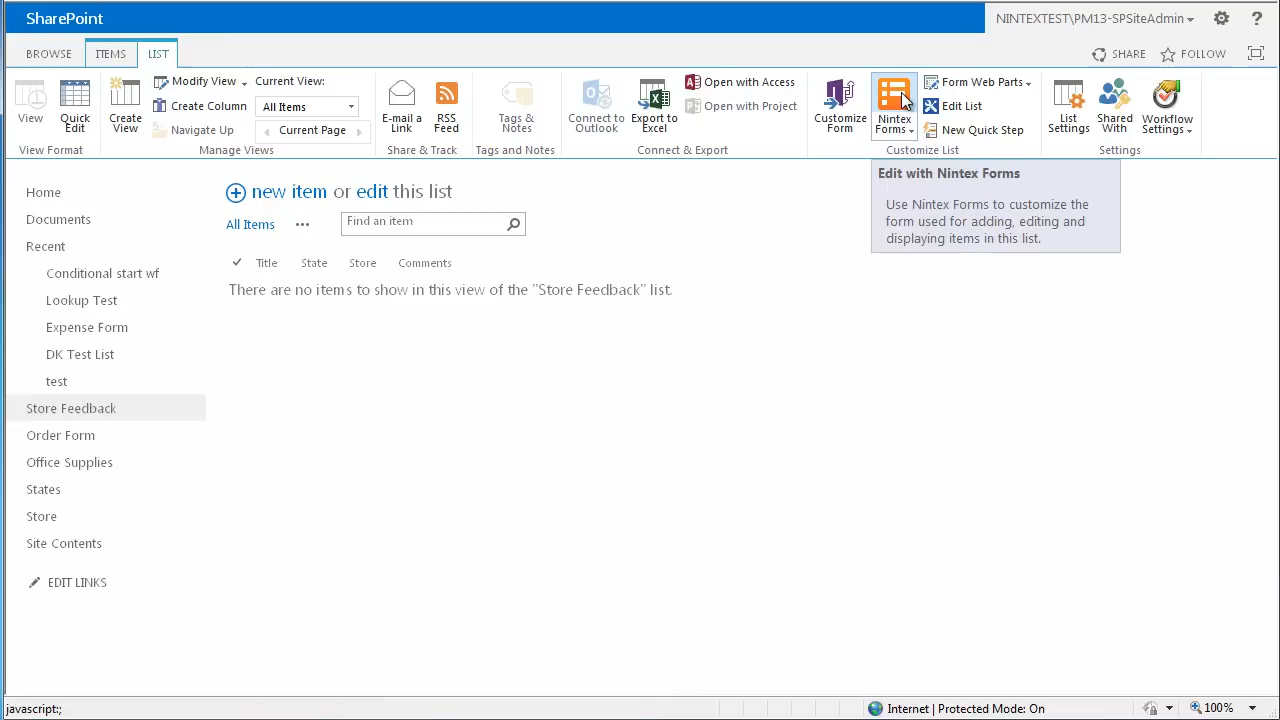 SharePoint
NINTEXTEST\PM13-SPSiteAdmin
?
BROWSE
ITEMS
LIST
SHARE
FOLLOW
View
Quick
Edit
View Format
Create
View
Modify View
Create Column
Navigate Up
Current View:
All Items
Current Page
Manage Views
E-mail a
Link
RSS
Feed
Share & Track
Tags &
Notes
Tags and Notes
Connect to
Outlook
Export to
Excel
Open with Access
Open with Project
Connect & Export
Customize
Form
Nintex
Forms
Form Web Parts
Edit List
New Quick Step
Customize List
List
Settings
Shared
With
Workflow
Settings
Settings
Edit with Nintex Forms
Use Nintex Forms to customize the
form used for adding, editing and
displaying items in this list.
Home
Documents
Recent
Conditional start wf
Lookup Test
Expense Form
DK Test List
test
Store Feedback
Order Form
Office Supplies
States
Store
Site Contents
EDIT LINKS
new item or edit this list
All Items
Find an item
Title State Store Comments
There are no items to show in this view of the "Store Feedback" list.
javascript:;
Internet | Protected Mode: On
100%